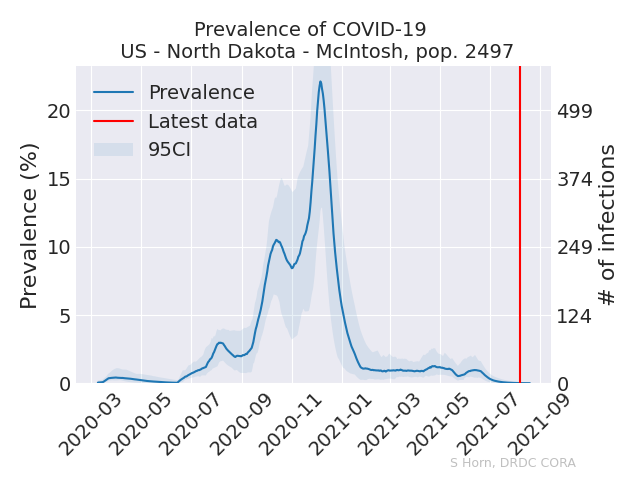 Prevalence of COVID-19
US - North Dakota - McIntosh, pop. 2497
Prevalence
Latest data
95CI
Prevalence (%)
20
15
10
5
0
499
374
249
124
0
# of infections
2020-03
2020-05
2020-07
2020-09
2020-11
2021-01
2021-03
2021-05
2021-07
2021-09
S Horn, DRDC CORA